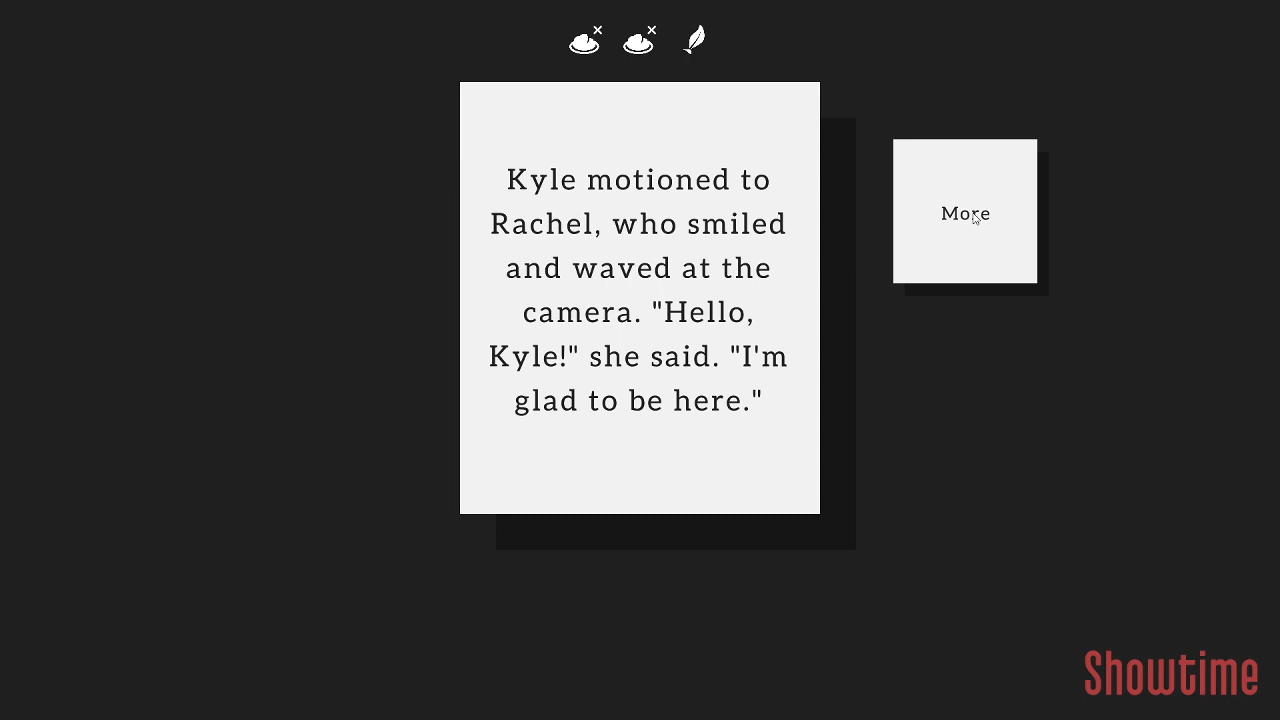 Kyle motioned to
Rachel, who smiled
and waved at the
camera. "Hello,
Kyle!" she said. "I'm
glad to be here."
More
Showtime